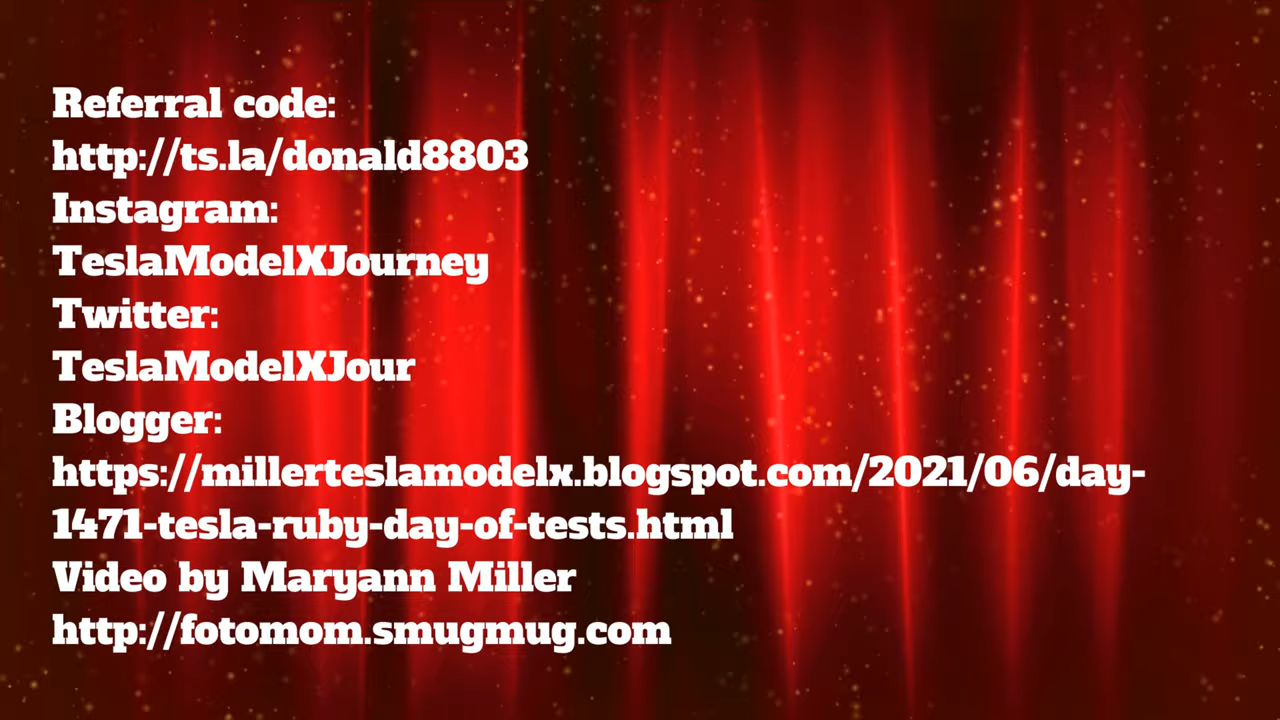 Referral code:
http://ts.la/donald8803
Instagram:
TeslaModelXJourney
Twitter:
TeslaModelXJour
Blogger:
https://millerteslamodelx.blogspot.com/2021/06/day-
1471-tesla-ruby-day-of-tests.html
Video by Maryann Miller
http://fotomom.smugmug.com